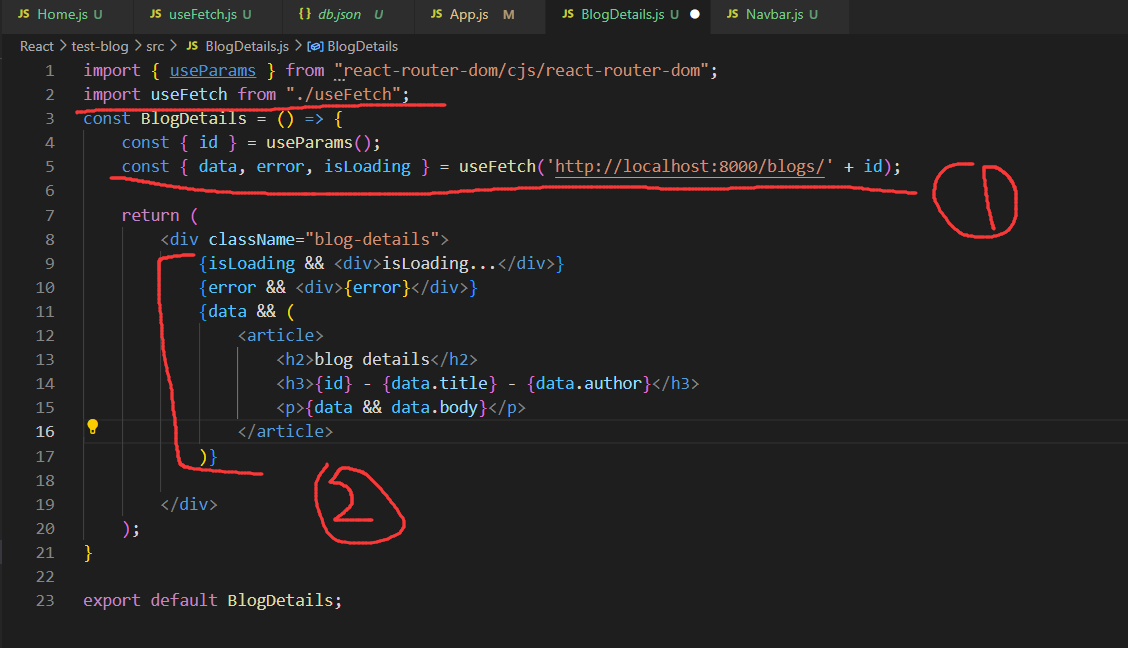 JS Home.js U JS useFetch.js U {} db.json U JS App.js M JS BlogDetails.js U JS Navbar.js U
React > test-blog > src > JS BlogDetails.js > BlogDetails
1 import { useParams } from "react-router-dom/cjs/react-router-dom";
2 import useFetch from "./useFetch";
3 const BlogDetails = () => {
4 const { id } = useParams();
5 const { data, error, isLoading } = useFetch('http://localhost:8000/blogs/' + id);
1
6
7 return (
8 <div className="blog-details">
9 {isLoading && <div>isLoading...</div>}
10 {error && <div>{error}</div>}
11 {data && (
12 <article>
13 <h2>blog details</h2>
14 <h3>{id} - {data.title} - {data.author}</h3>
15 <p>{data && data.body}</p>
16 </article>
17 )}
2
18
19 </div>
20 );
21 }
22
23 export default BlogDetails;